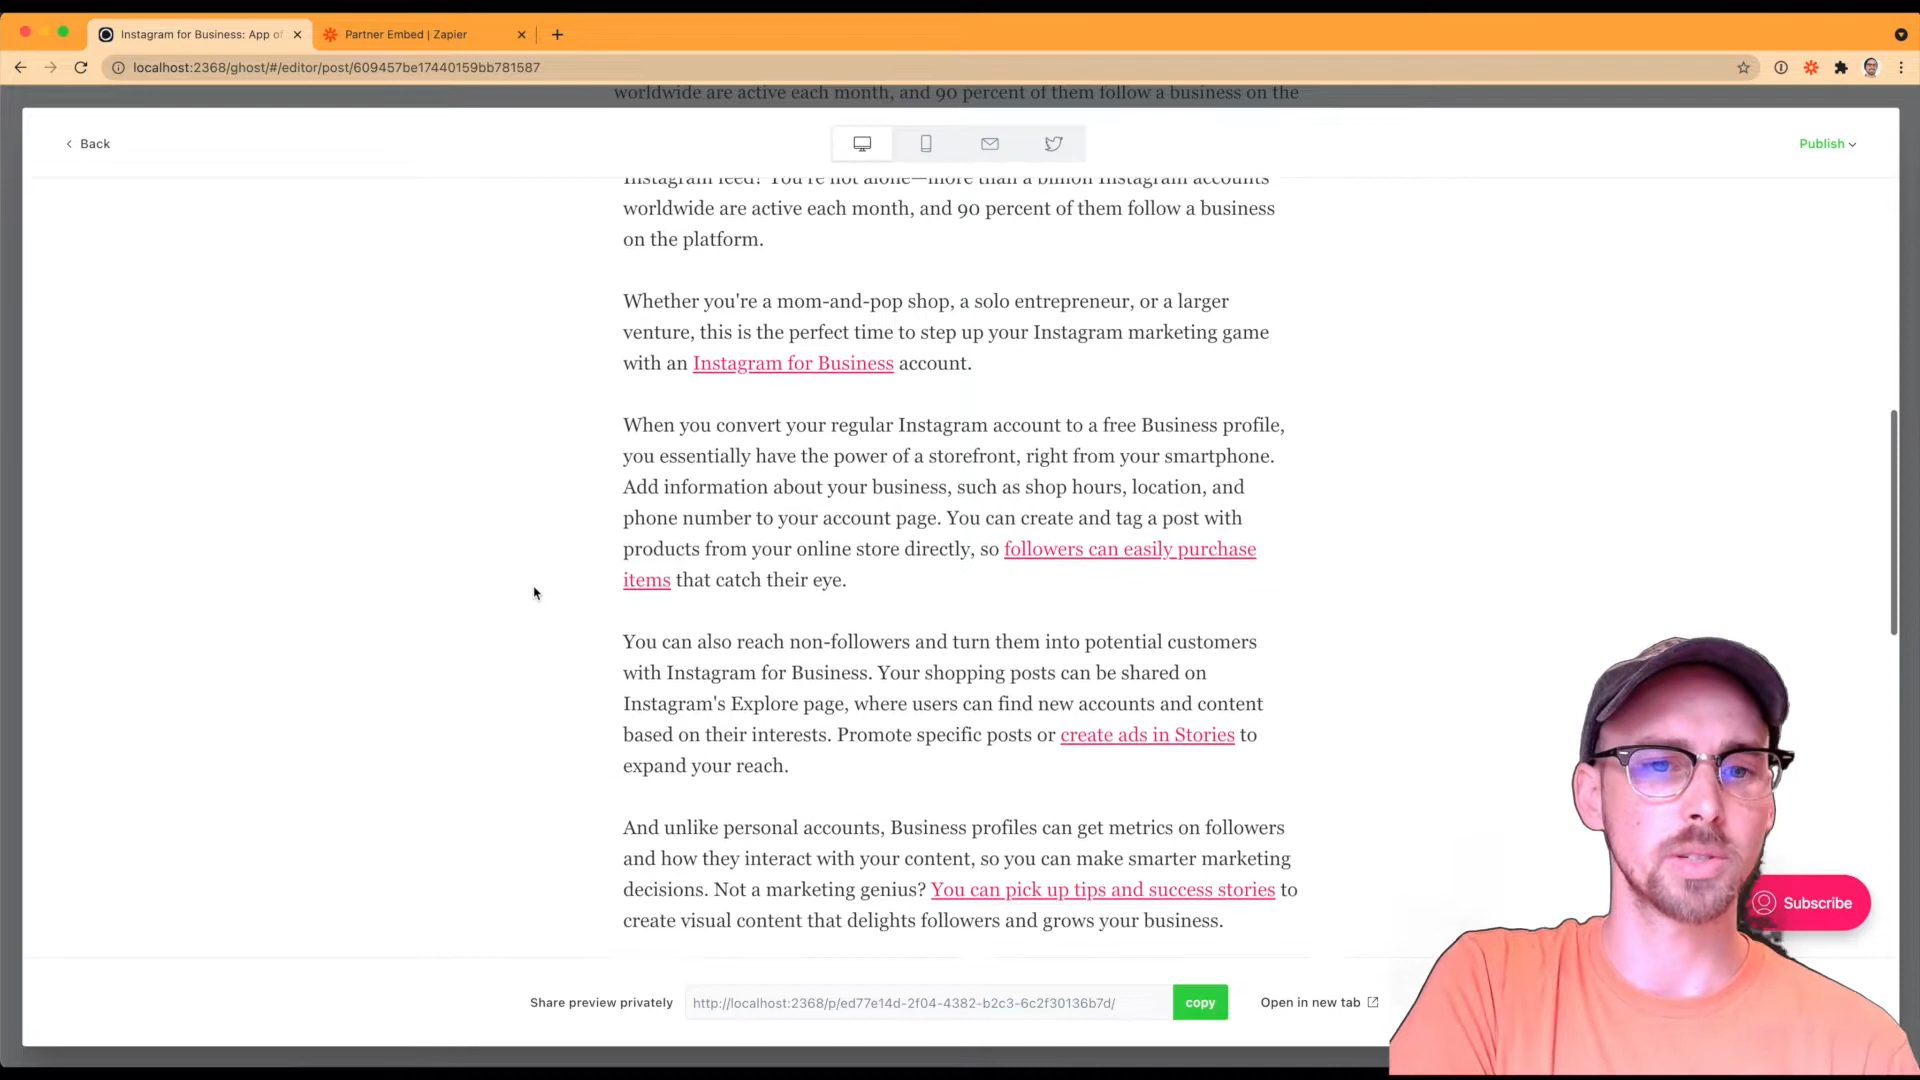 Instagram for Business: App of
Partner Embed | Zapier
localhost:2368/ghost/#/editor/post/609457be17440159bb781587
worldwide are active each month, and 90 percent of them follow a business on the
Back
Publish
Instagram feed? You're not alone—more than a billion Instagram accounts
worldwide are active each month, and 90 percent of them follow a business
on the platform.
Whether you're a mom-and-pop shop, a solo entrepreneur, or a larger
venture, this is the perfect time to step up your Instagram marketing game
with an Instagram for Business account.
When you convert your regular Instagram account to a free Business profile,
you essentially have the power of a storefront, right from your smartphone.
Add information about your business, such as shop hours, location, and
phone number to your account page. You can create and tag a post with
products from your online store directly, so followers can easily purchase
items that catch their eye.
You can also reach non-followers and turn them into potential customers
with Instagram for Business. Your shopping posts can be shared on
Instagram's Explore page, where users can find new accounts and content
based on their interests. Promote specific posts or create ads in Stories to
expand your reach.
And unlike personal accounts, Business profiles can get metrics on followers
and how they interact with your content, so you can make smarter marketing
decisions. Not a marketing genius? You can pick up tips and success stories to
create visual content that delights followers and grows your business.
Subscribe
Share preview privately
http://localhost:2368/p/ed77e14d-2f04-4382-b2c3-6c2f30136b7d/
copy
Open in new tab